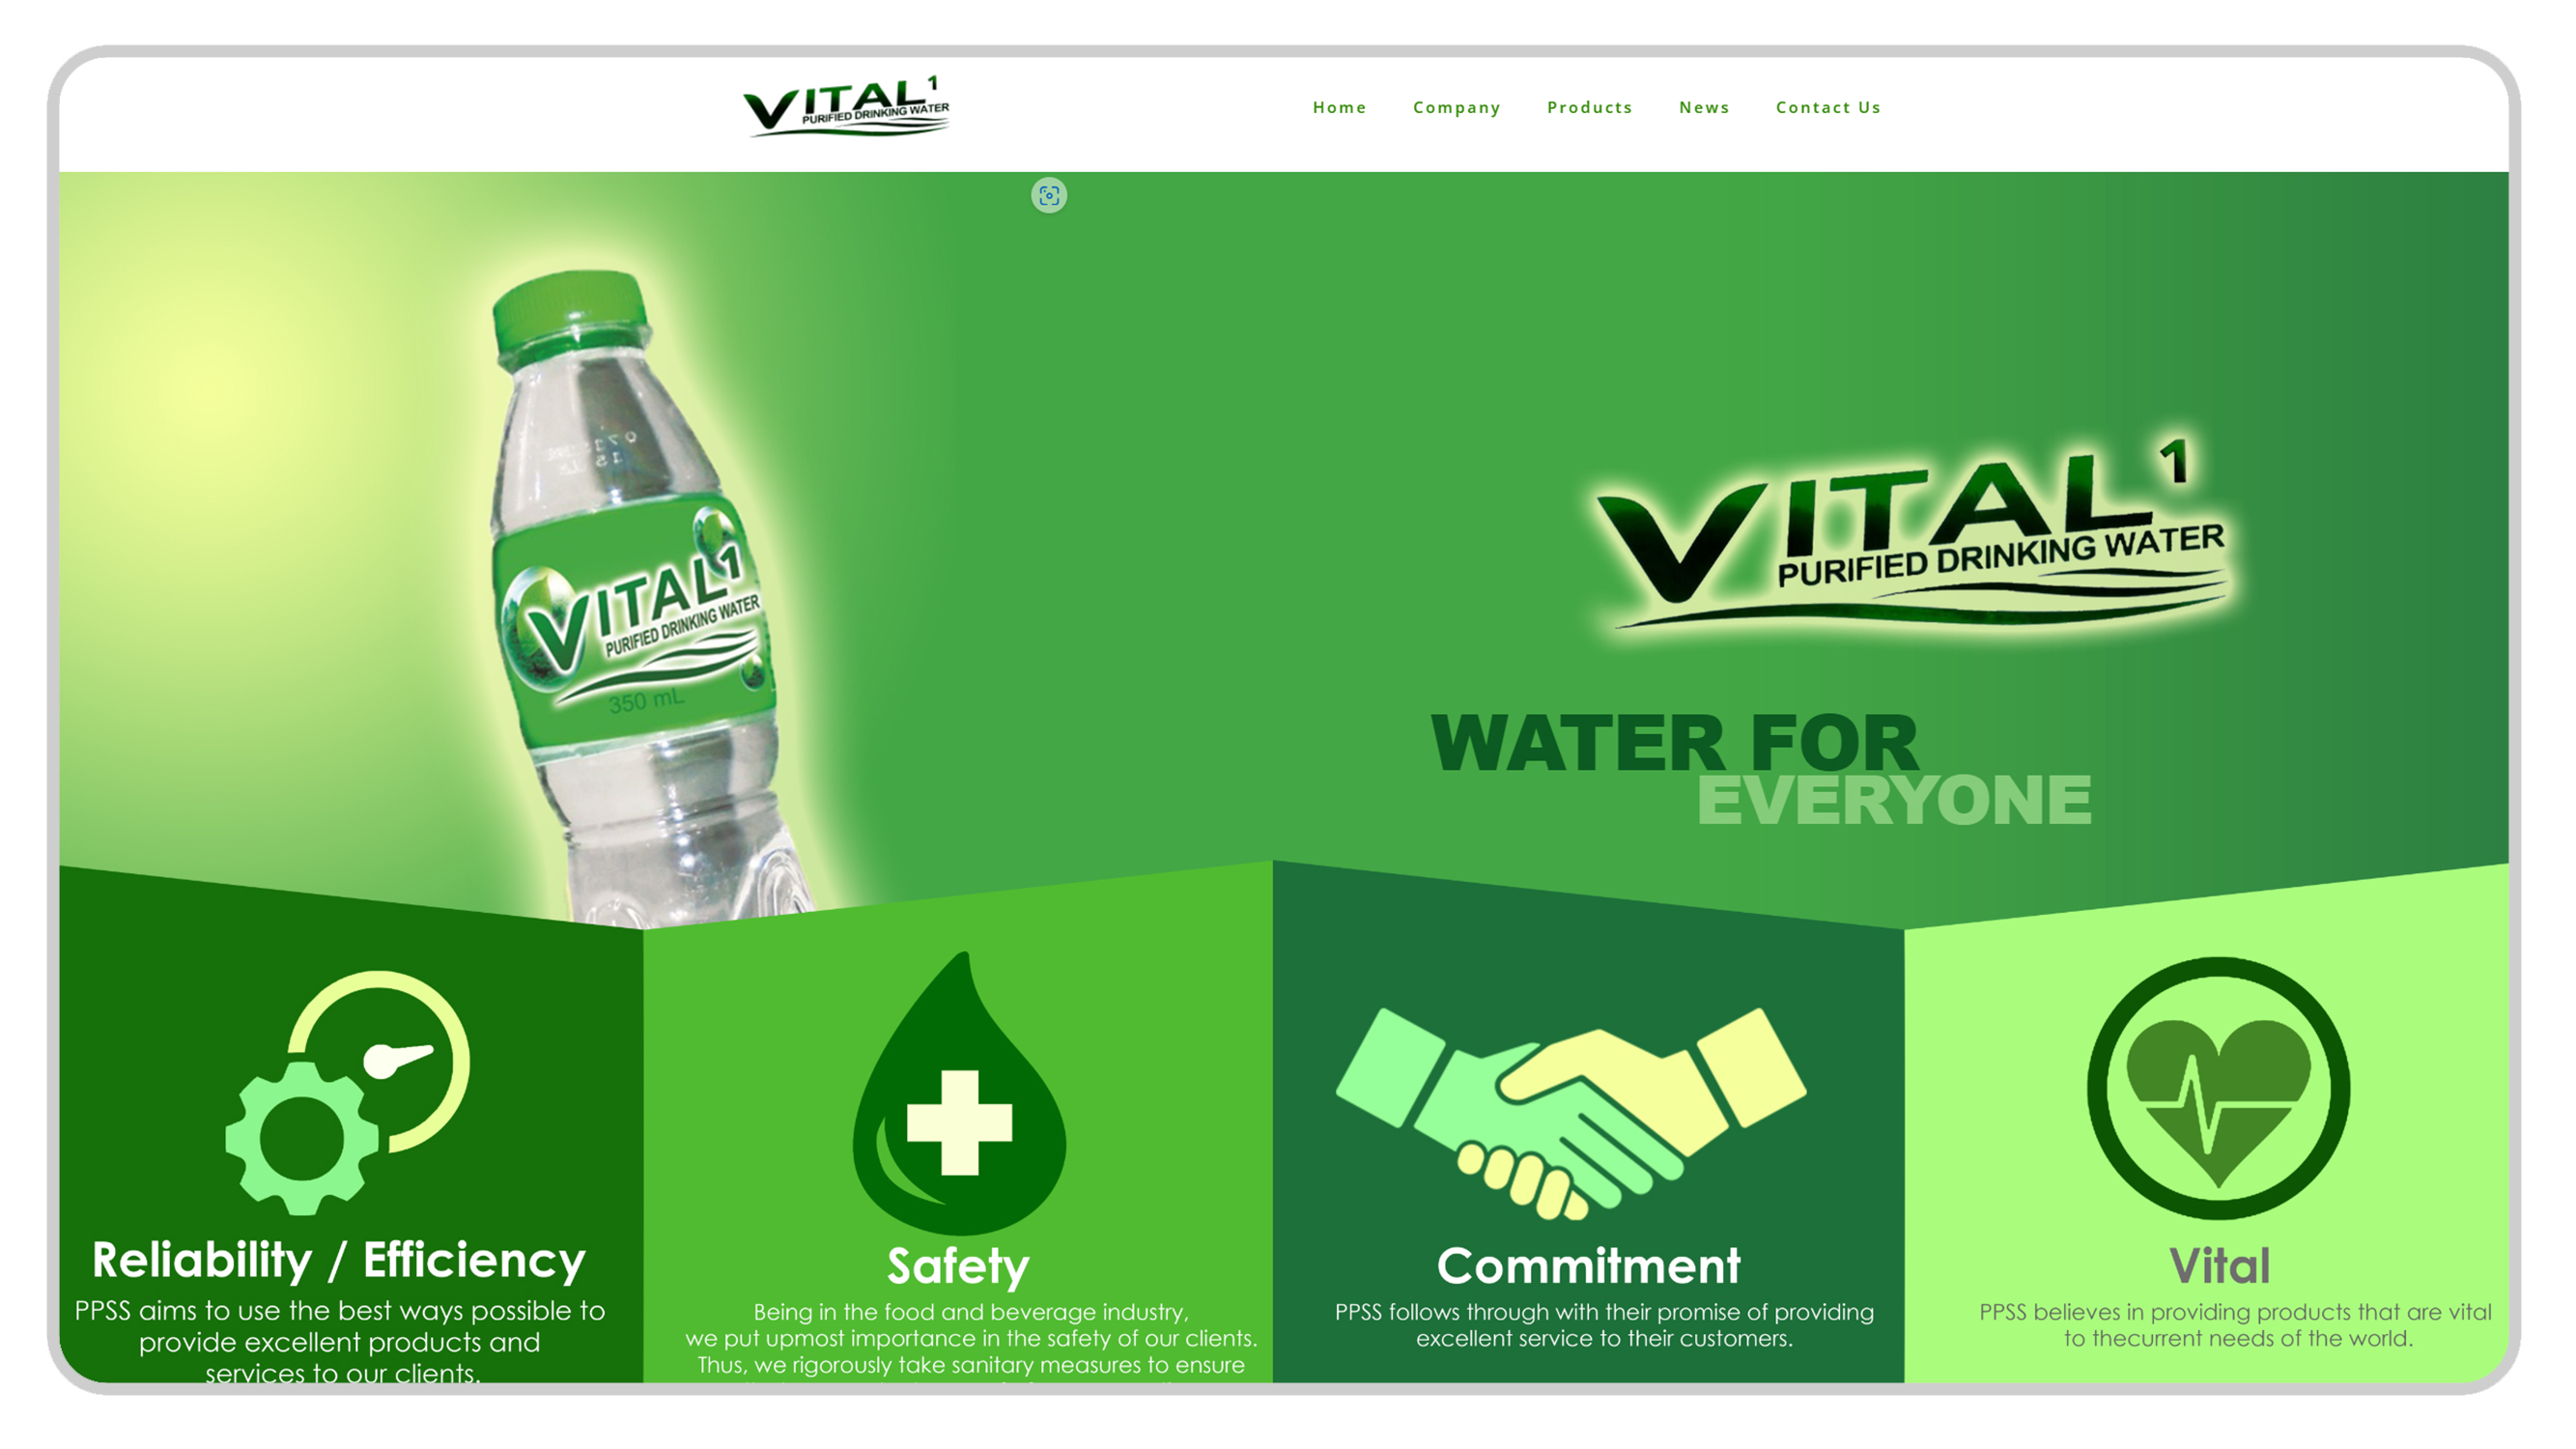 VITAL 1
PURIFIED DRINKING WATER
Home Company Products News Contact Us
VITAL 1
PURIFIED DRINKING WATER
350 mL
VITAL 1
PURIFIED DRINKING WATER
WATER FOR
EVERYONE
Reliability / Efficiency
PPSS aims to use the best ways possible to
provide excellent products and
services to our clients.
Safety
Being in the food and beverage industry,
we put upmost importance in the safety of our clients.
Thus, we rigorously take sanitary measures to ensure
Commitment
PPSS follows through with their promise of providing
excellent service to their customers.
Vital
PPSS believes in providing products that are vital
to thecurrent needs of the world.